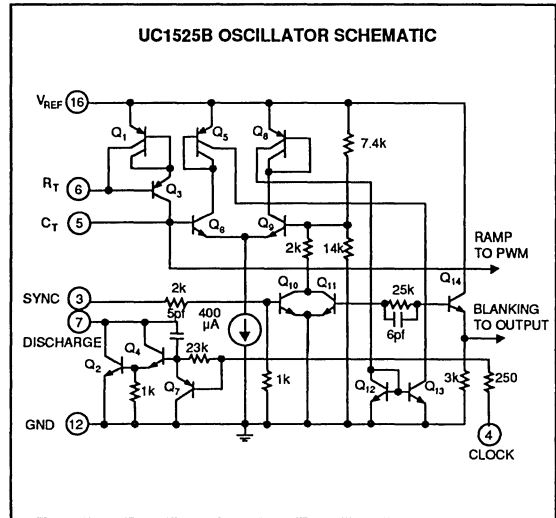 UC1525B OSCILLATOR SCHEMATIC
VREF 16
Q1
Q5
Q8
7.4k
RT 6
Q3
CT 5
Q6
Q9
2k
14k
RAMP
TO PWM
Q14
SYNC 3
2k
Q10
Q11
25k
6pf
BLANKING
TO OUTPUT
7
DISCHARGE
5pf
400
µA
Q2
Q4
23k
1k
Q7
1k
Q12
Q13
3k
250
GND 12
4
CLOCK